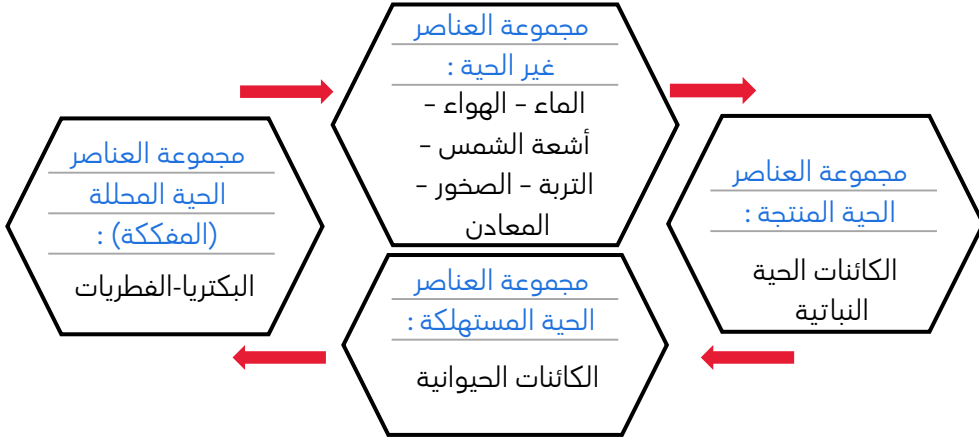 مجموعة العناصر
غير الحية :
الماء – الهواء –
أشعة الشمس –
التربة – الصخور –
المعادن
مجموعة العناصر
الحية المنتجة :
الكائنات الحية
النباتية
مجموعة العناصر
الحية المستهلكة :
الكائنات الحيوانية
مجموعة العناصر
الحية المحللة
(المفككة) :
البكتريا-الفطريات